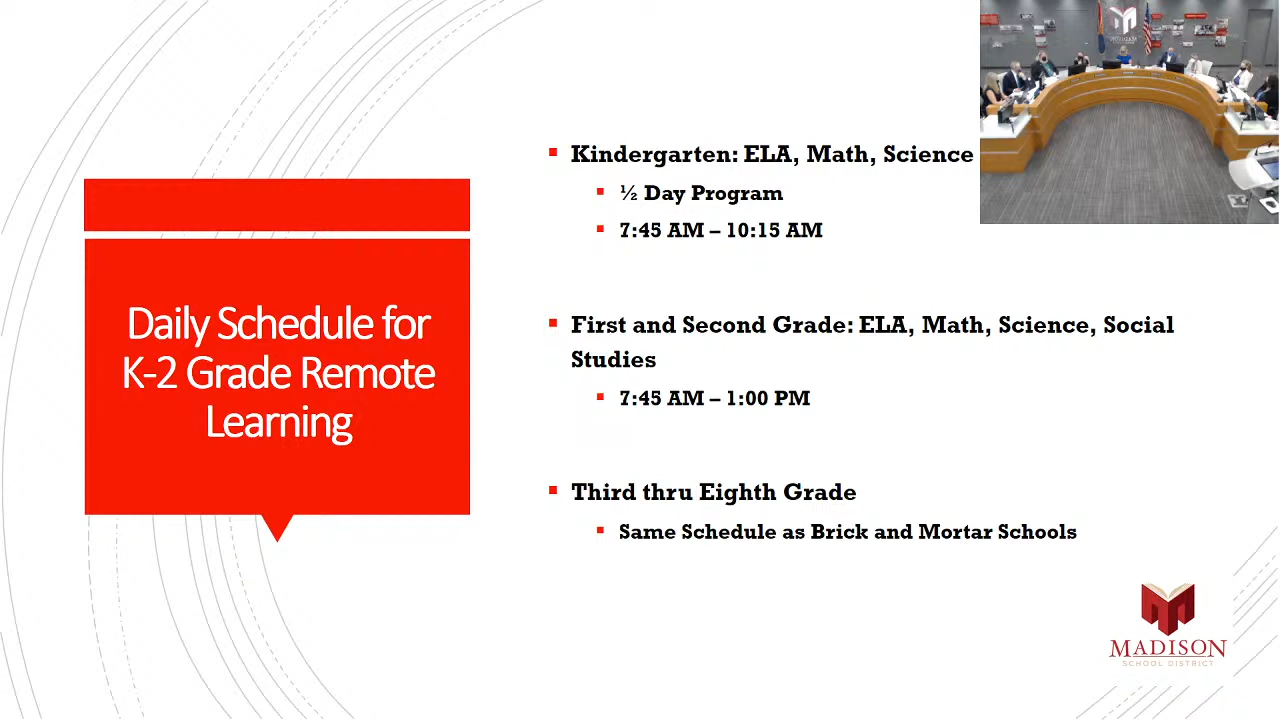 Daily Schedule for
K-2 Grade Remote
Learning
Kindergarten: ELA, Math, Science
½ Day Program
7:45 AM – 10:15 AM
First and Second Grade: ELA, Math, Science, Social
Studies
7:45 AM – 1:00 PM
Third thru Eighth Grade
Same Schedule as Brick and Mortar Schools
MADISON
SCHOOL DISTRICT